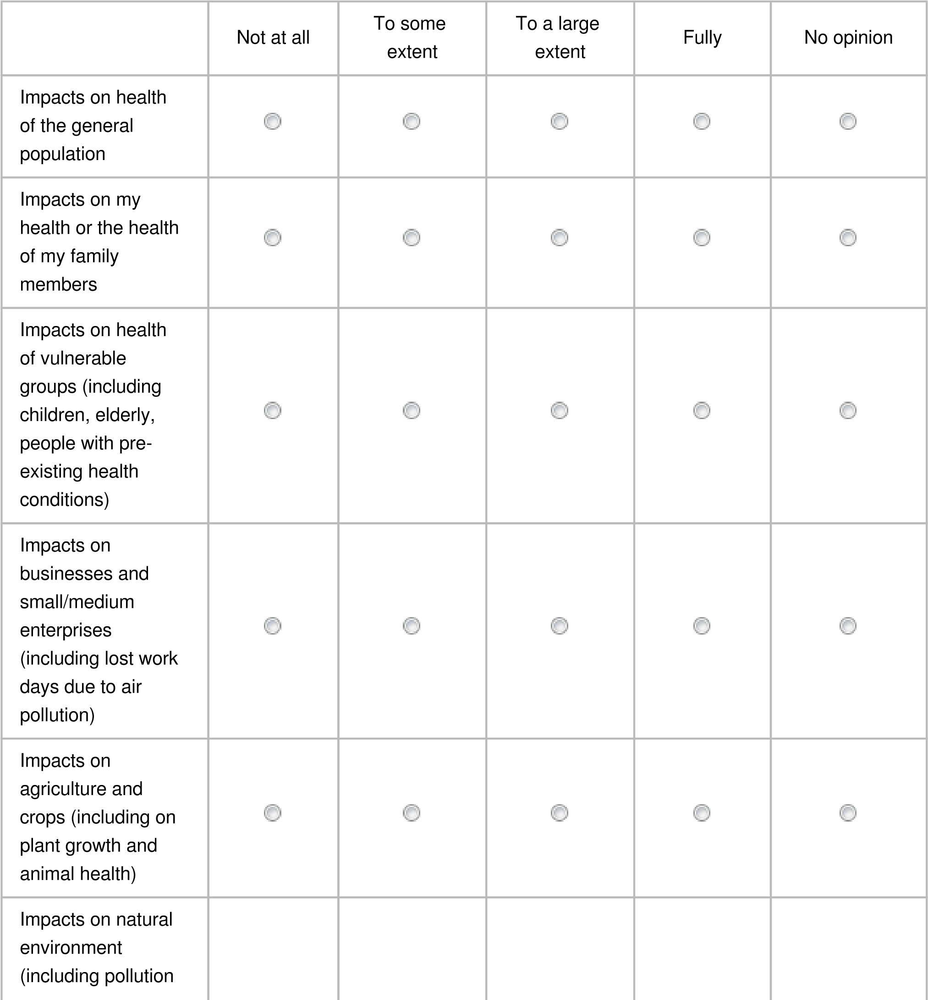 Not at all
To some
extent
To a large
extent
Fully
No opinion
Impacts on health
of the general
population
Impacts on my
health or the health
of my family
members
Impacts on health
of vulnerable
groups (including
children, elderly,
people with pre-
existing health
conditions)
Impacts on
businesses and
small/medium
enterprises
(including lost work
days due to air
pollution)
Impacts on
agriculture and
crops (including on
plant growth and
animal health)
Impacts on natural
environment
(including pollution